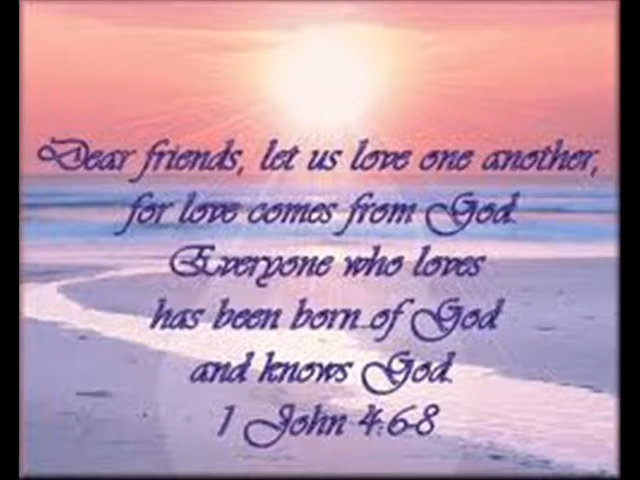 Dear friends, let us love one another,
for love comes from God.
Everyone who loves
has been born of God
and knows God.
1 John 4:6-8